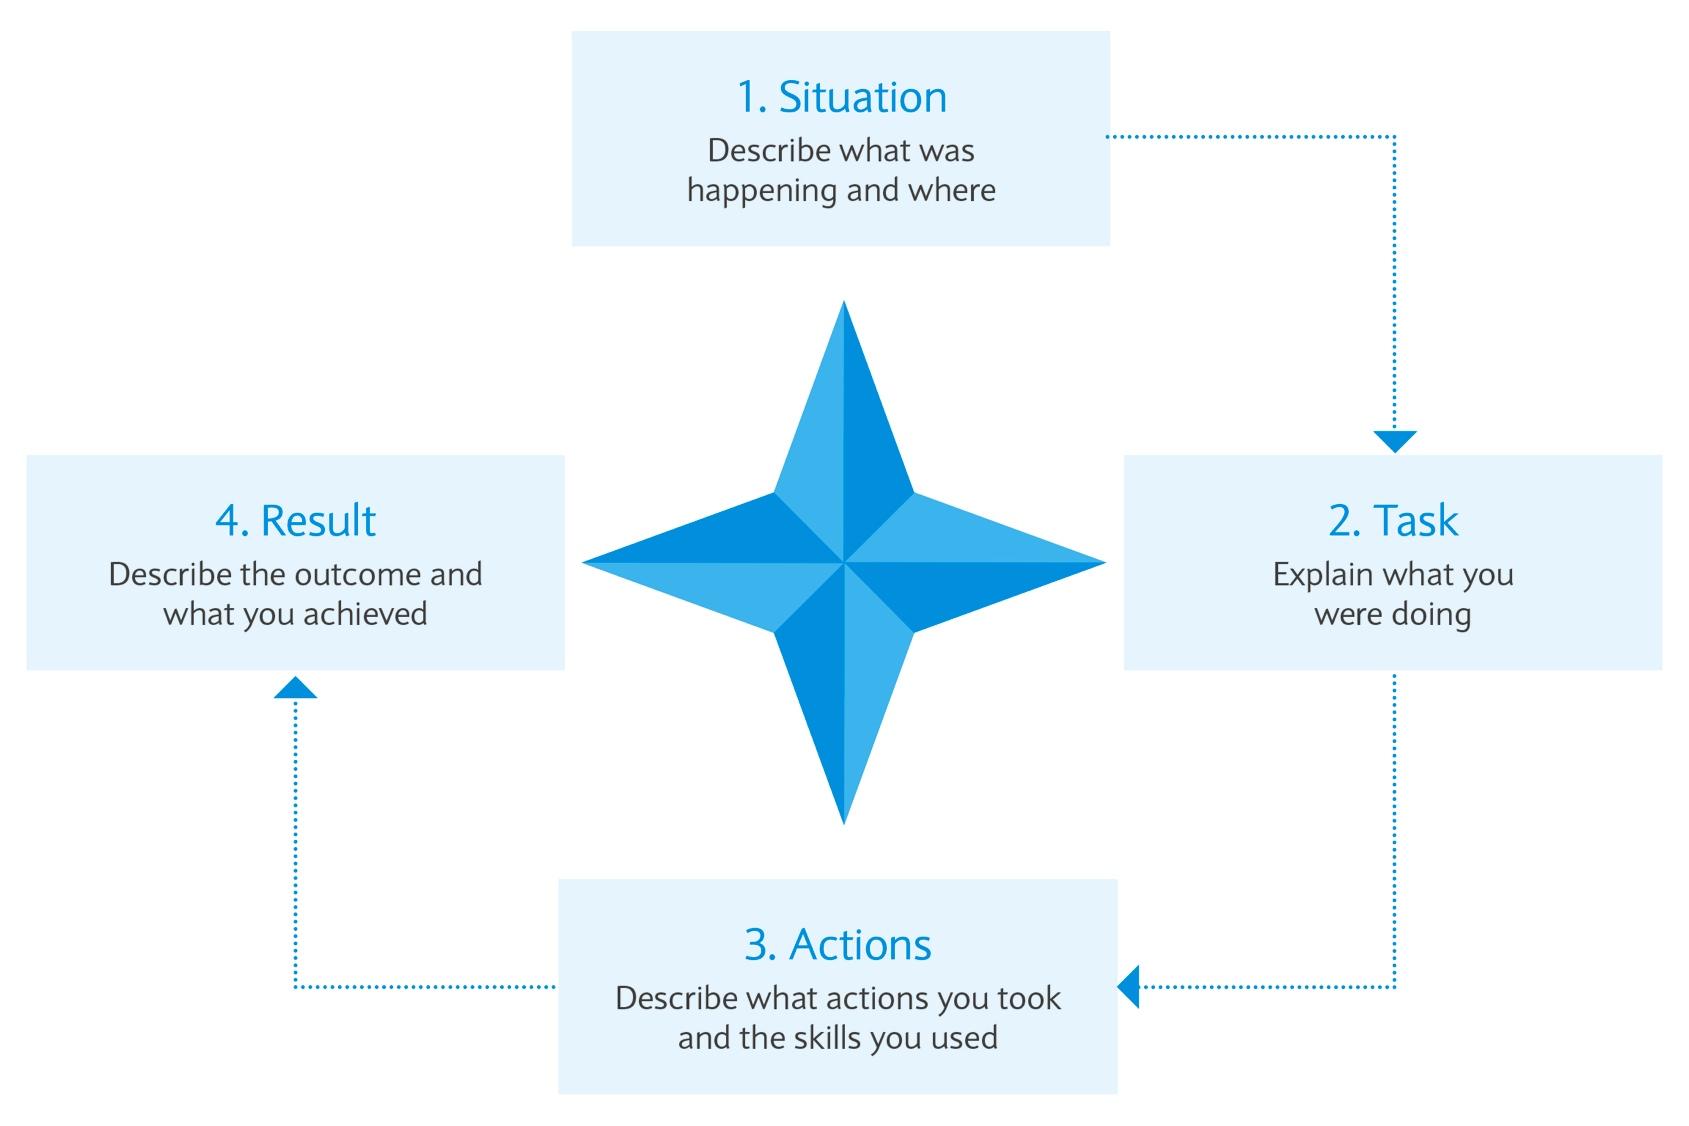 1. Situation
Describe what was
happening and where
2. Task
Explain what you
were doing
3. Actions
Describe what actions you took
and the skills you used
4. Result
Describe the outcome and
what you achieved